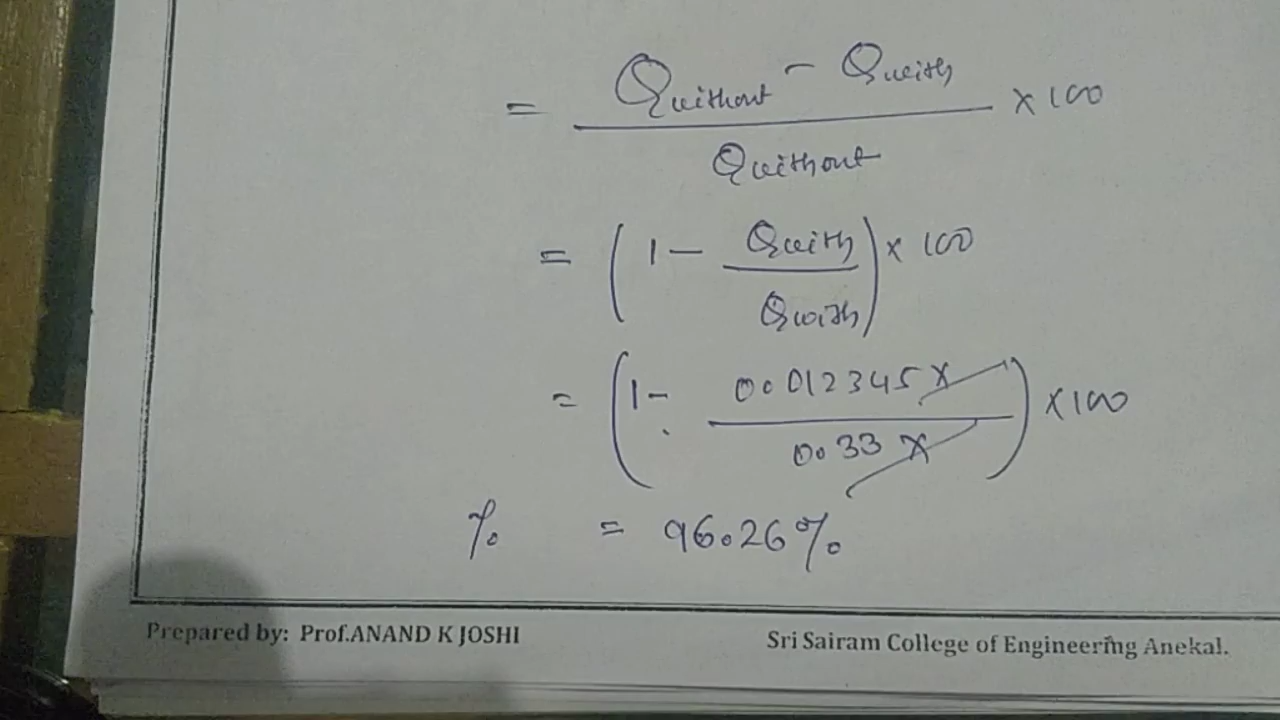 = Qwithout - Qwith × 100
Qwithout
= ( 1 - Qwith ) × 100
Qwith
= ( 1 - 0.012345 X ) × 100
0.33 X
% = 96.26%
Prepared by: Prof.ANAND K JOSHI Sri Sairam College of Engineering Anekal.